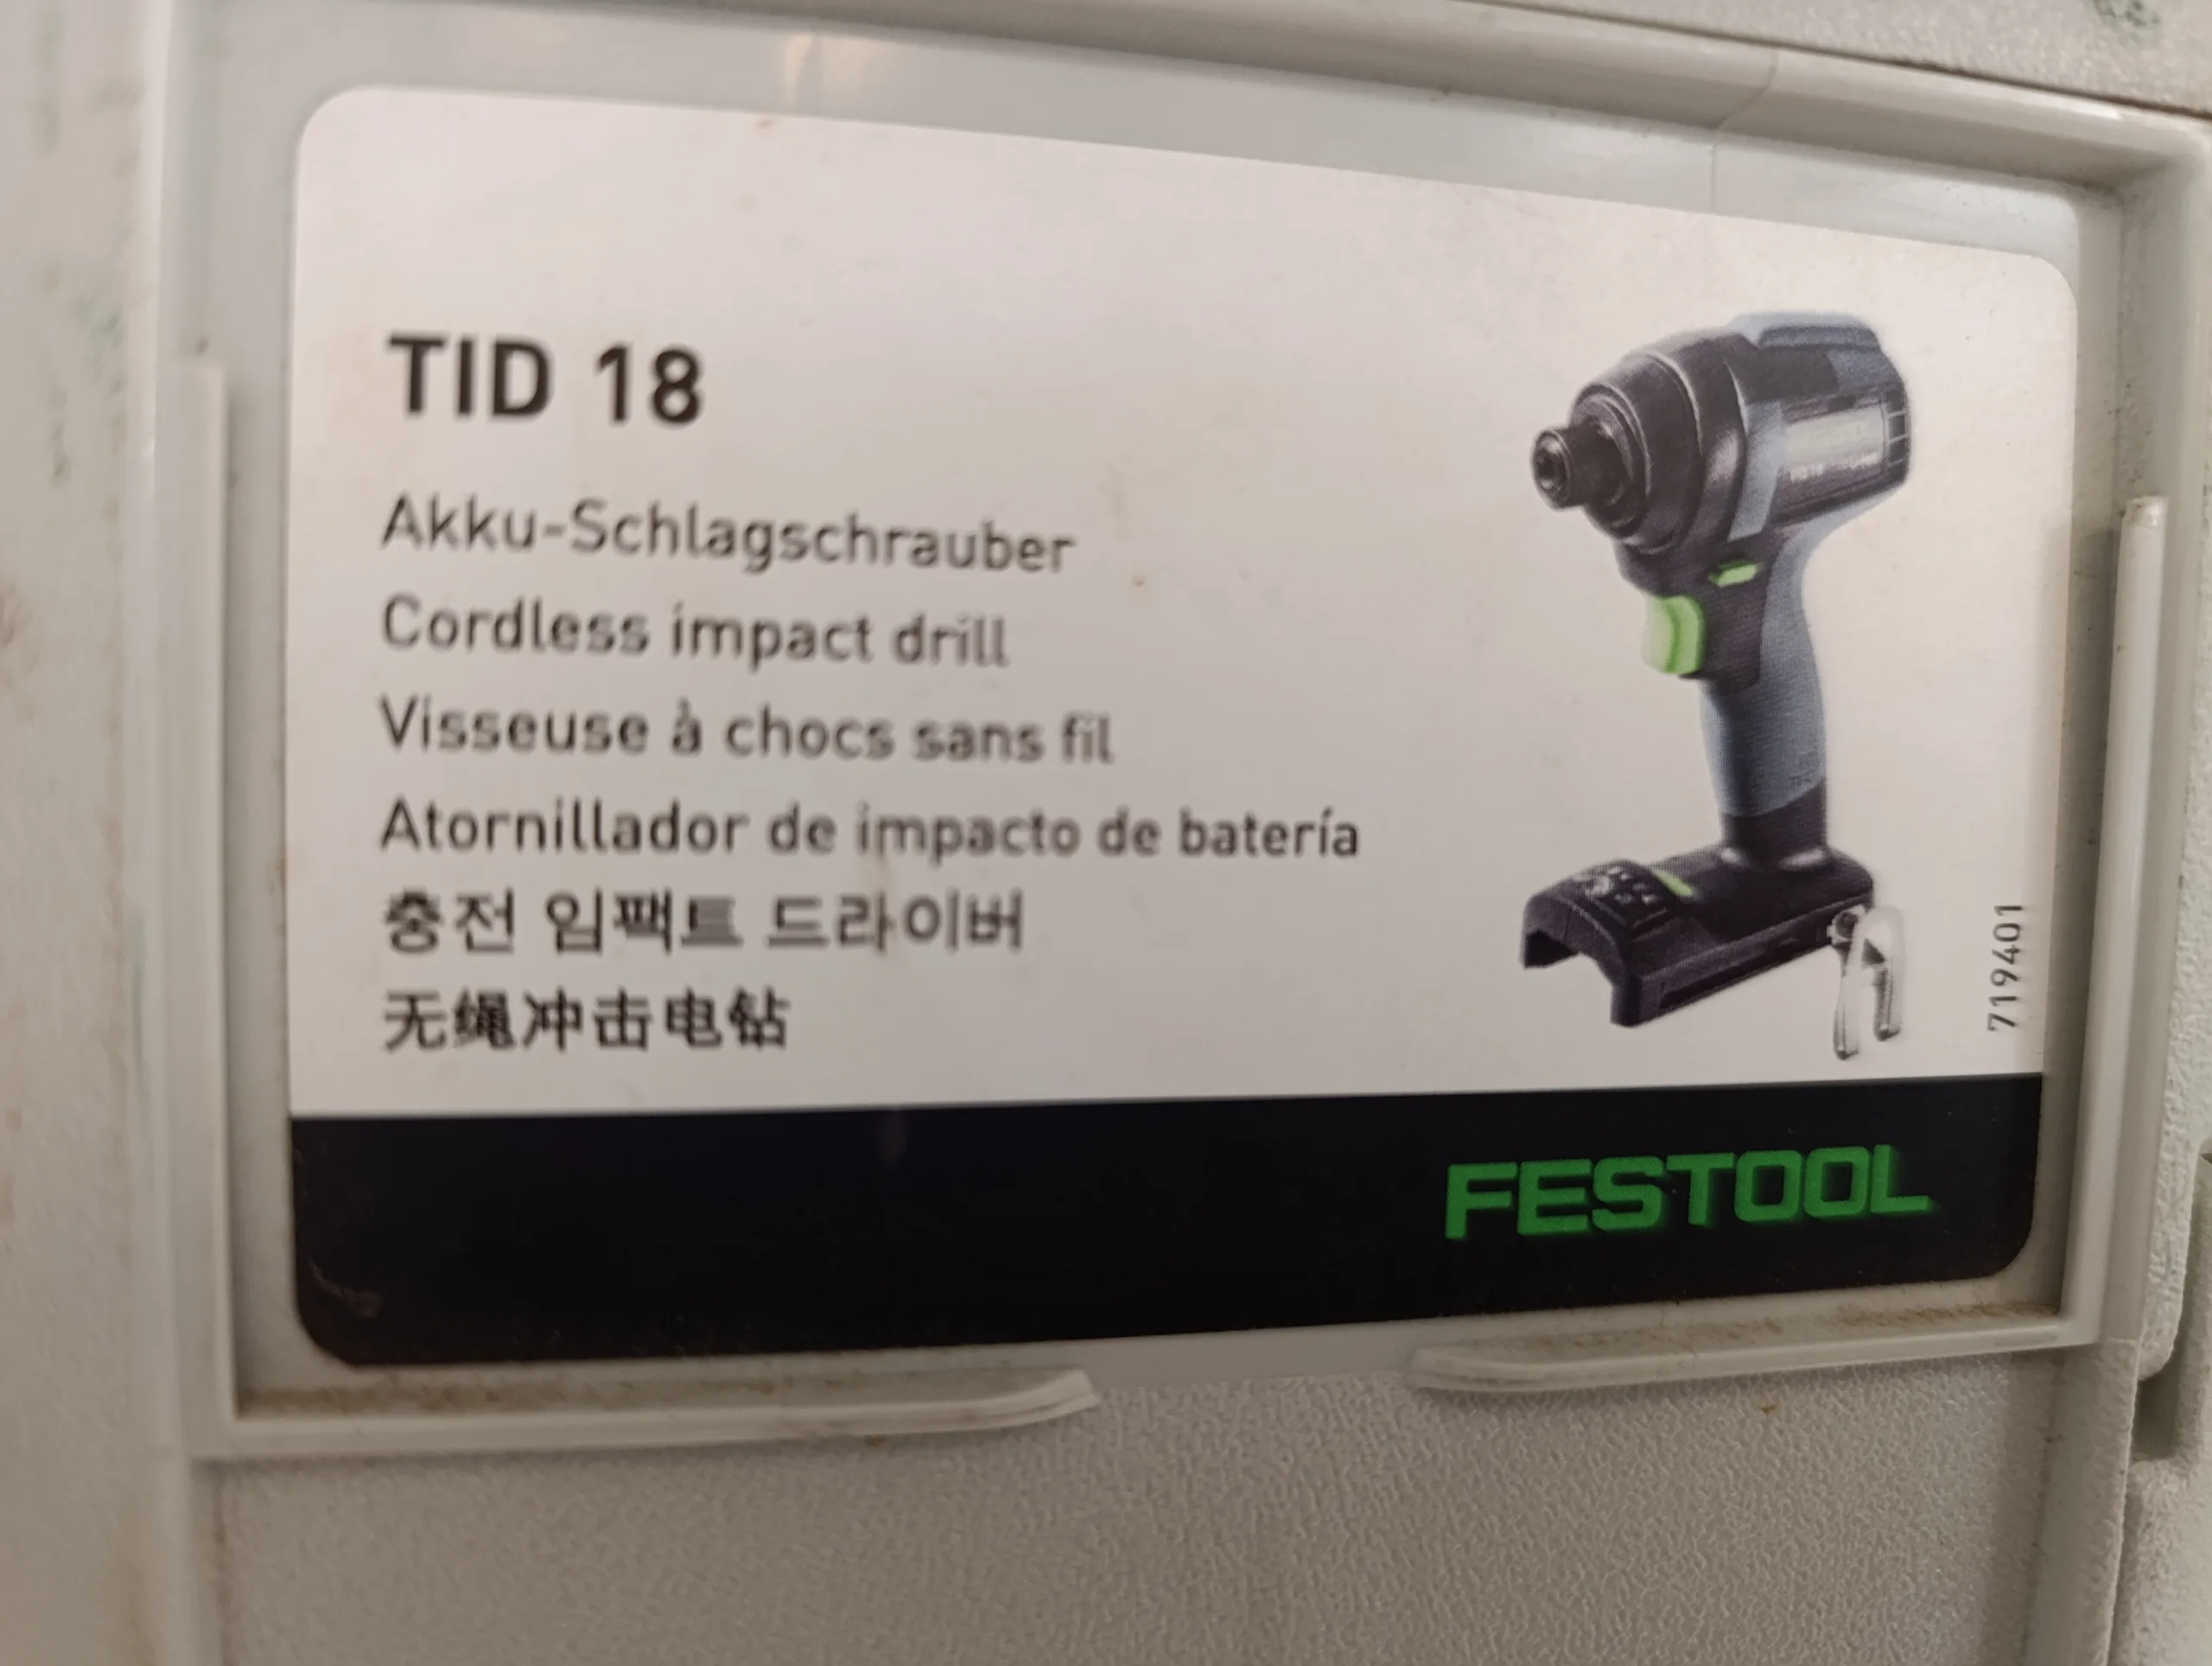 TID 18
Akku-Schlagschrauber
Cordless impact drill
Visseuse à chocs sans fil
Atornillador de impacto de batería
충전 임팩트 드라이버
无绳冲击电钻
719401
FESTOOL